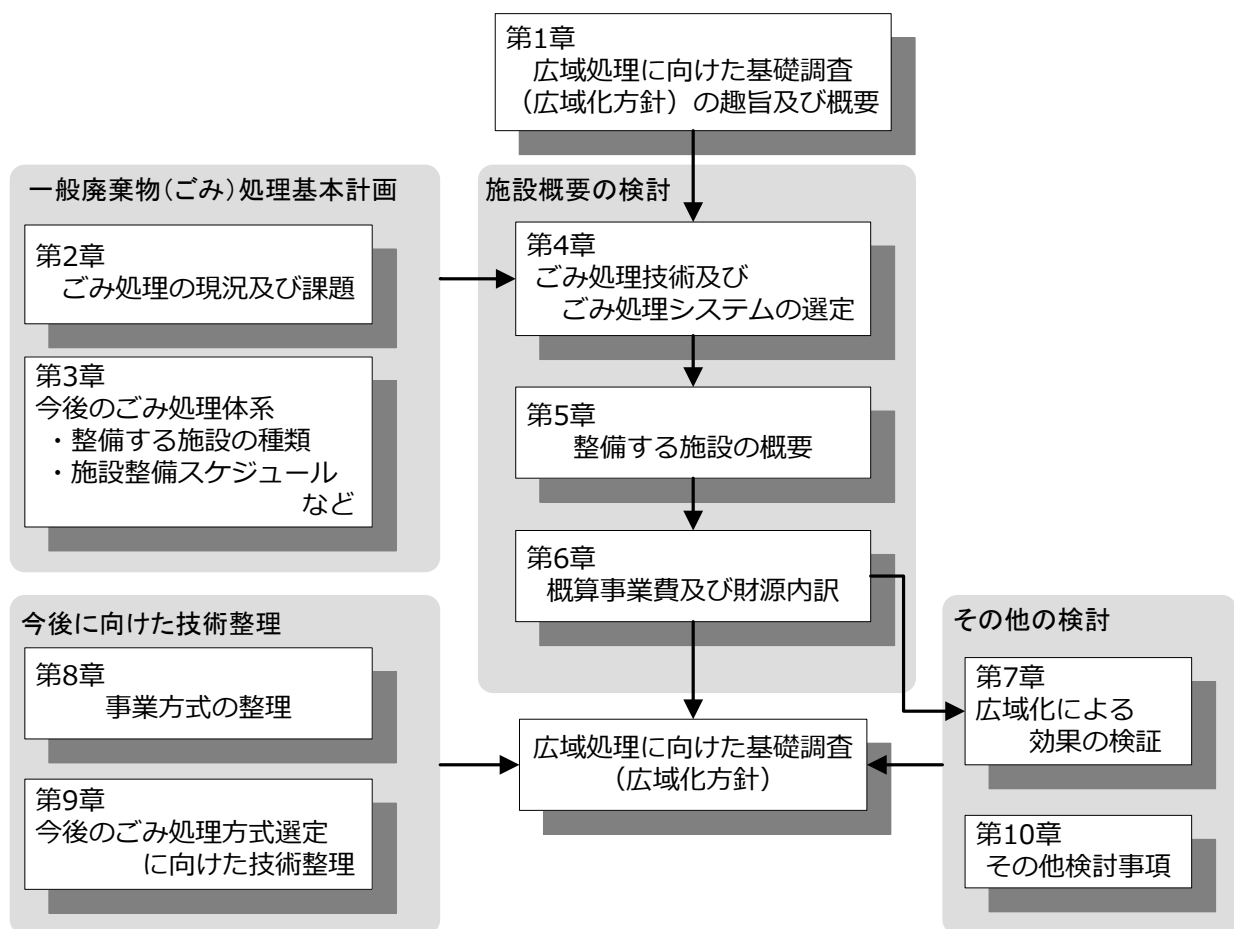 第1章
広域処理に向けた基礎調査
（広域化方針）の趣旨及び概要
一般廃棄物（ごみ）処理基本計画
第2章
ごみ処理の現況及び課題
第3章
今後のごみ処理体系
・整備する施設の種類
・施設整備スケジュール
など
施設概要の検討
第4章
ごみ処理技術及び
ごみ処理システムの選定
第5章
整備する施設の概要
第6章
概算事業費及び財源内訳
今後に向けた技術整理
第8章
事業方式の整理
第9章
今後のごみ処理方式選定
に向けた技術整理
広域処理に向けた基礎調査
（広域化方針）
その他の検討
第7章
広域化による
効果の検証
第10章
その他検討事項